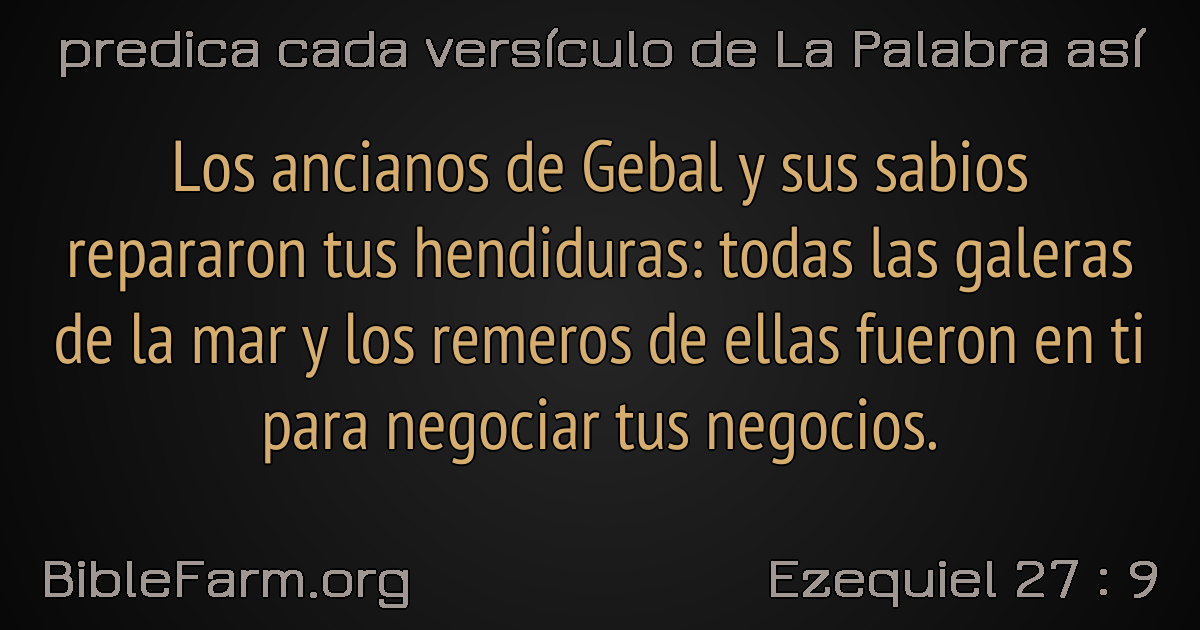 predica cada versículo de La Palabra así
Los ancianos de Gebal y sus sabios
repararon tus hendiduras: todas las galeras
de la mar y los remeros de ellas fueron en ti
para negociar tus negocios.
BibleFarm.org
Ezequiel 27 : 9